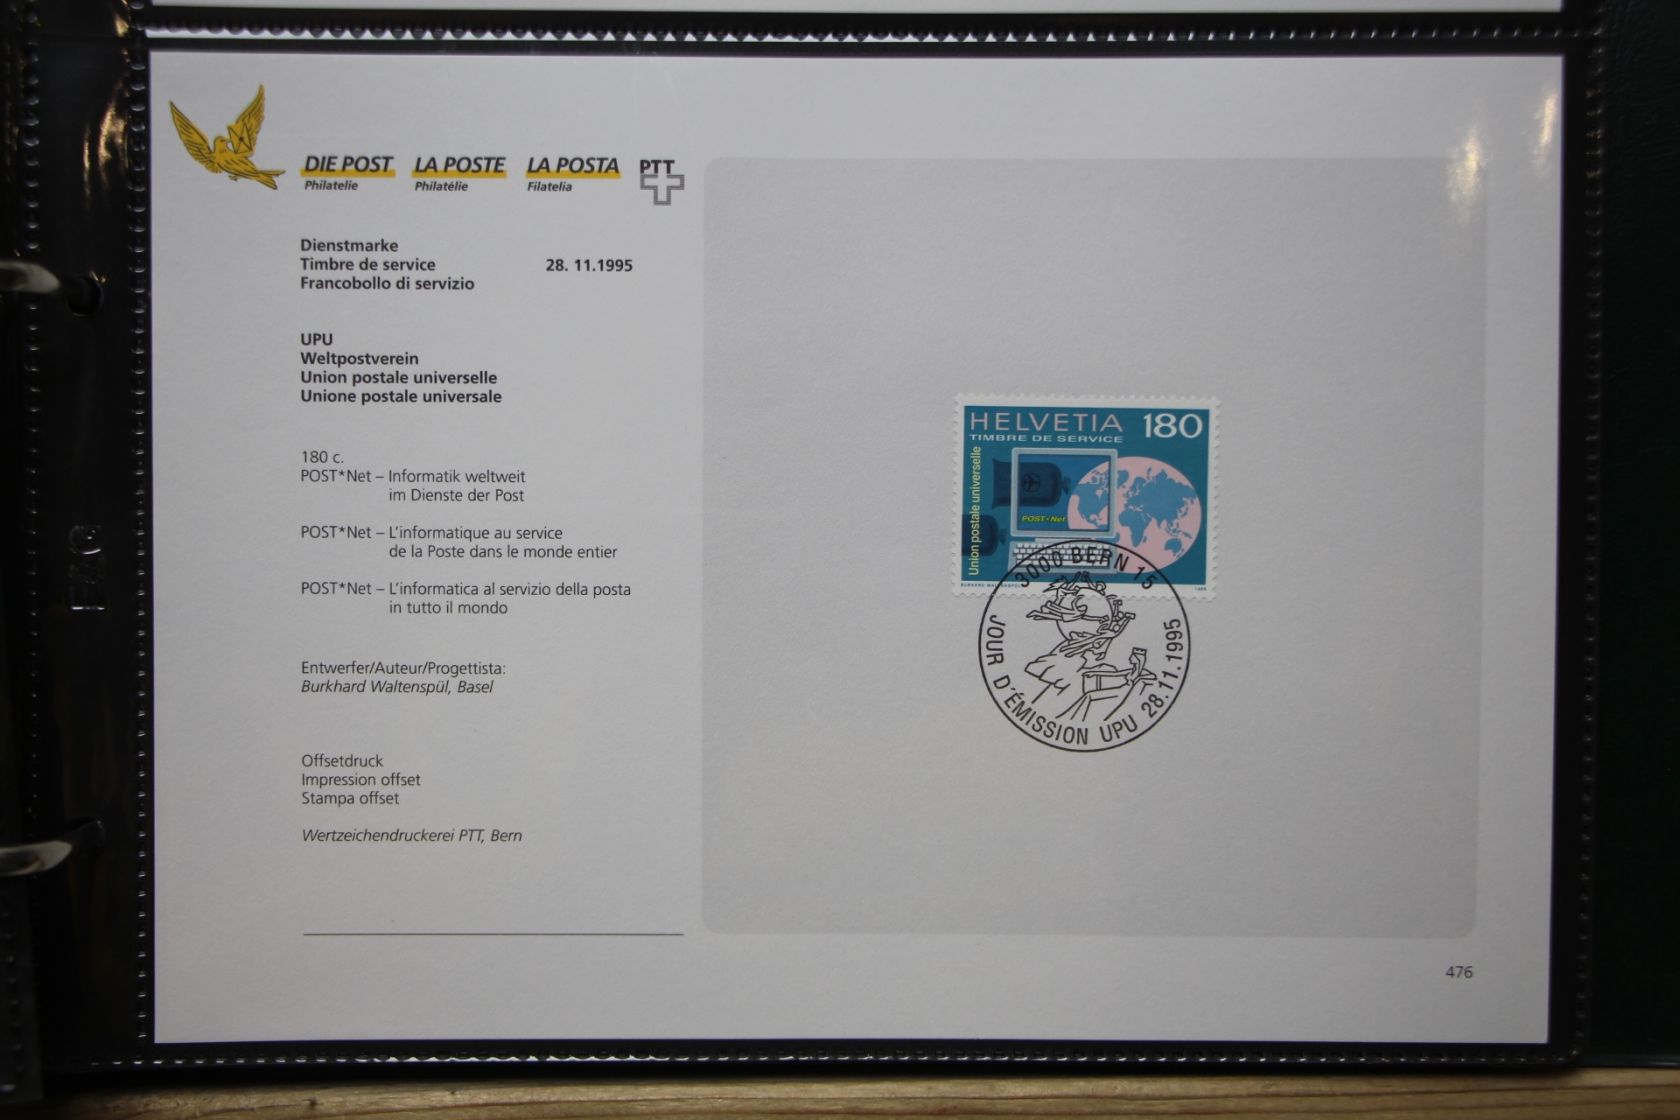 DIE POST LA POSTE LA POSTA PTT
Philatelie Philatélie Filatelia
Dienstmarke
Timbre de service 28. 11.1995
Francobollo di servizio
UPU
Weltpostverein
Union postale universelle
Unione postale universale
180 c.
POST*Net – Informatik weltweit
im Dienste der Post
POST*Net – L'informatique au service
de la Poste dans le monde entier
POST*Net – L'informatica al servizio della posta
in tutto il mondo
Entwerfer/Auteur/Progettista:
Burkhard Waltenspül, Basel
Offsetdruck
Impression offset
Stampa offset
Wertzeichendruckerei PTT, Bern
HELVETIA 180
TIMBRE DE SERVICE
Union postale universelle
POST*Net
3000 BERN 15
JOUR D'ÉMISSION UPU 28.11.1995
476